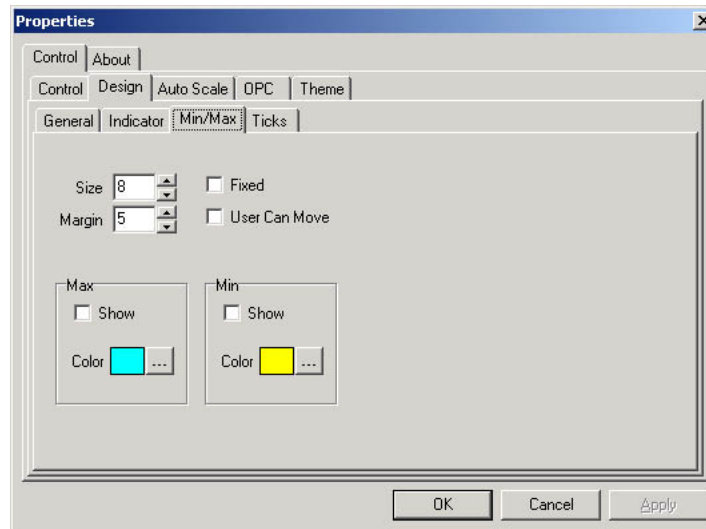 Properties
Control About
Control Design Auto Scale OPC Theme
General Indicator Min/Max Ticks
Size 8 Fixed
Margin 5 User Can Move
Max Min
Show Show
Color ... Color ...
OK Cancel Apply